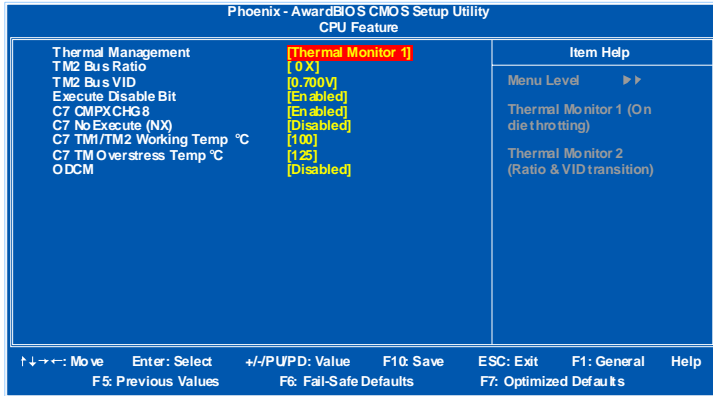 Phoenix - AwardBIOS CMOS Setup Utility
CPU Feature
Thermal Management [Thermal Monitor 1]
TM2 Bus Ratio [ 0 X]
TM2 Bus VID [0.700V]
Execute Disable Bit [Enabled]
C7 CMPXCHG8 [Enabled]
C7 NoExecute (NX) [Disabled]
C7 TM1/TM2 Working Temp °C [100]
C7 TM Overstress Temp °C [125]
ODCM [Disabled]
Item Help
Menu Level ▶▶
Thermal Monitor 1 (On
die throtting)
Thermal Monitor 2
(Ratio & VID transition)
↑↓→←: Move Enter: Select +/-/PU/PD: Value F10: Save ESC: Exit F1: General Help
F5: Previous Values F6: Fail-Safe Defaults F7: Optimized Defaults